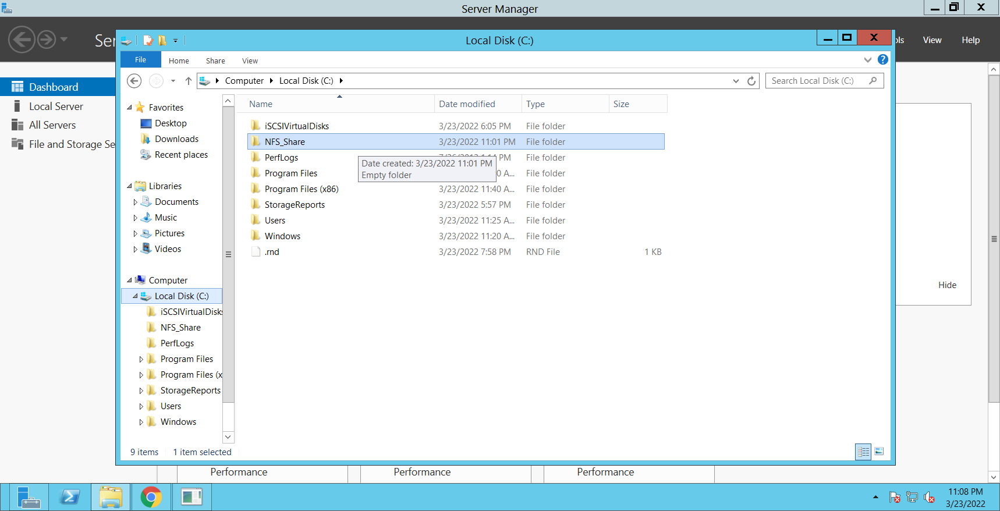 Server Manager
Ser
ols
View
Help
Local Disk (C:)
File
Home
Share
View
Computer
Local Disk (C:)
Search Local Disk (C:)
Dashboard
Local Server
All Servers
File and Storage Se
Favorites
Desktop
Downloads
Recent places
Libraries
Documents
Music
Pictures
Videos
Computer
Local Disk (C:)
iSCSIVirtualDisks
NFS_Share
PerfLogs
Program Files
Program Files (x
StorageReports
Users
Windows
Name Date modified Type Size
iSCSIVirtualDisks 3/23/2022 6:05 PM File folder
NFS_Share 3/23/2022 11:01 PM File folder
PerfLogs PM File folder
Date created: 3/23/2022 11:01 PM
Empty folder
Program Files 0 A... File folder
Program Files (x86) 3/23/2022 11:40 A... File folder
StorageReports 3/23/2022 5:57 PM File folder
Users 3/23/2022 11:25 A... File folder
Windows 3/23/2022 11:20 A... File folder
.rnd 3/23/2022 7:58 PM RND File 1 KB
Hide
9 items 1 item selected
Performance
Performance
Performance
11:08 PM
3/23/2022